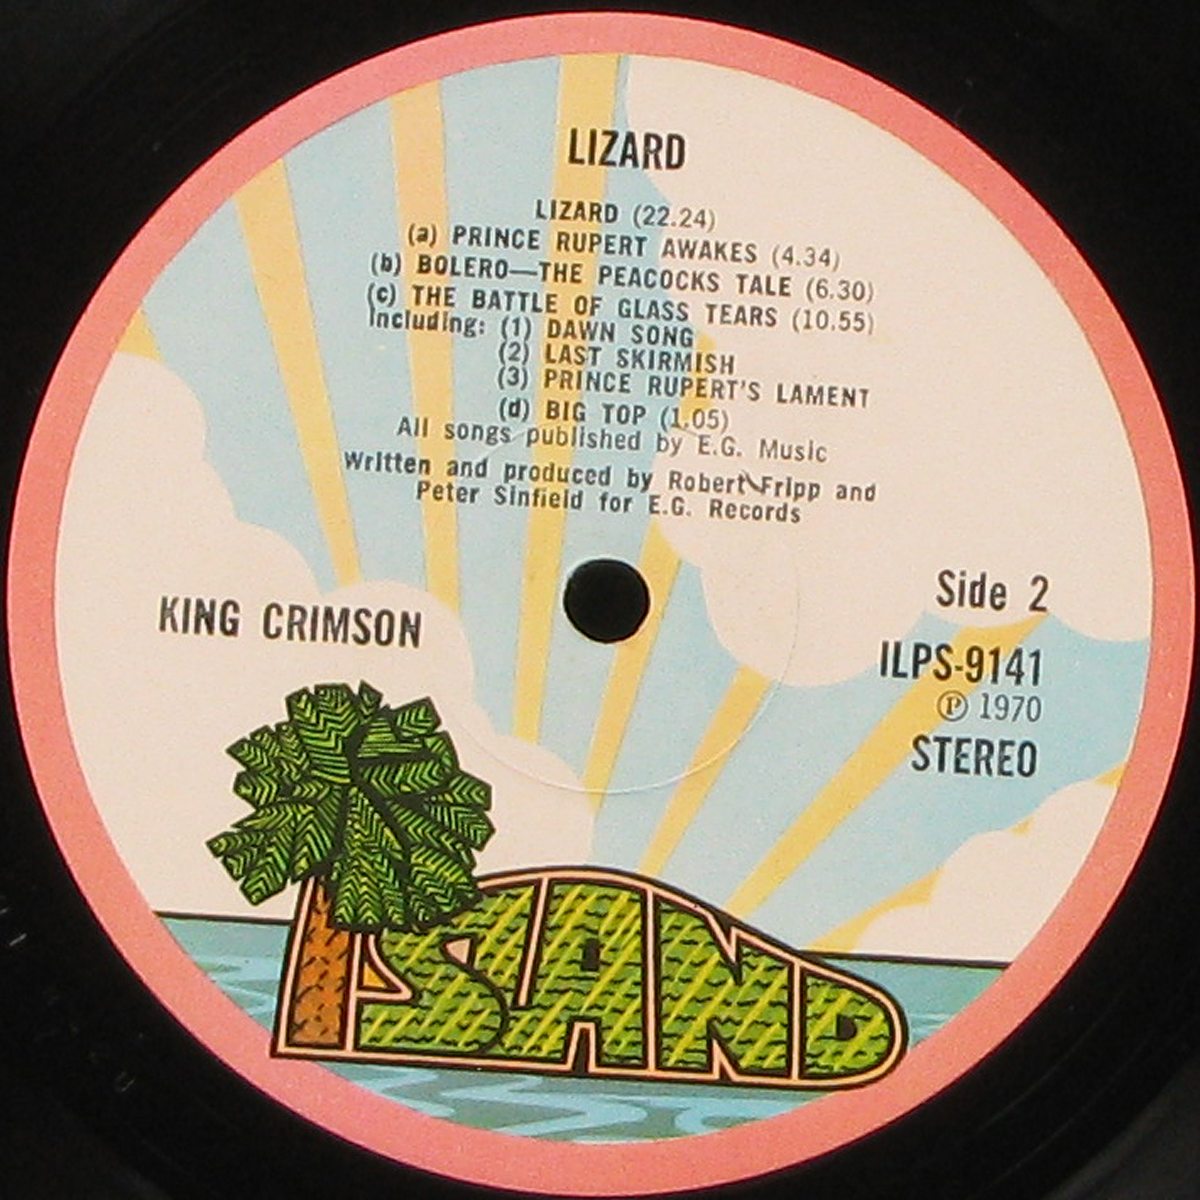 LIZARD
LIZARD (22.24)
(a) PRINCE RUPERT AWAKES (4.34)
(b) BOLERO—THE PEACOCKS TALE (6.30)
(c) THE BATTLE OF GLASS TEARS (10.55)
Including: (1) DAWN SONG
(2) LAST SKIRMISH
(3) PRINCE RUPERT'S LAMENT
(d) BIG TOP (1.05)
All songs published by E.G. Music
Written and produced by Robert Fripp and
Peter Sinfield for E.G. Records
KING CRIMSON
Side 2
ILPS-9141
Ⓟ 1970
STEREO
ISLAND